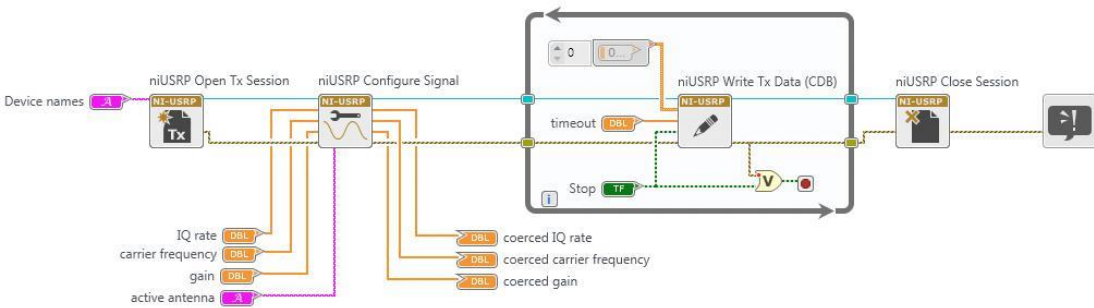 niUSRP Open Tx Session
niUSRP Configure Signal
niUSRP Write Tx Data (CDB)
niUSRP Close Session
Device names
A
NI-USRP
Tx
NI-USRP
0
0...
NI-USRP
NI-USRP
timeout
DBL
Stop
TF
V
i
IQ rate
DBL
carrier frequency
DBL
gain
DBL
active antenna
A
DBL
coerced IQ rate
DBL
coerced carrier frequency
DBL
coerced gain